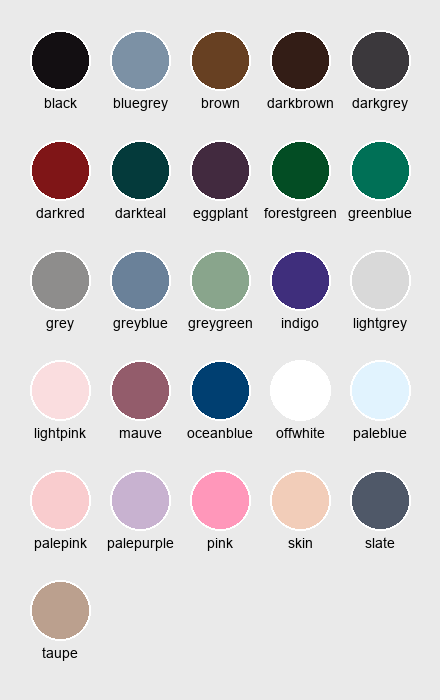 black bluegrey brown darkbrown darkgrey
darkred darkteal eggplant forestgreen greenblue
grey greyblue greygreen indigo lightgrey
lightpink mauve oceanblue offwhite paleblue
palepink palepurple pink skin slate
taupe